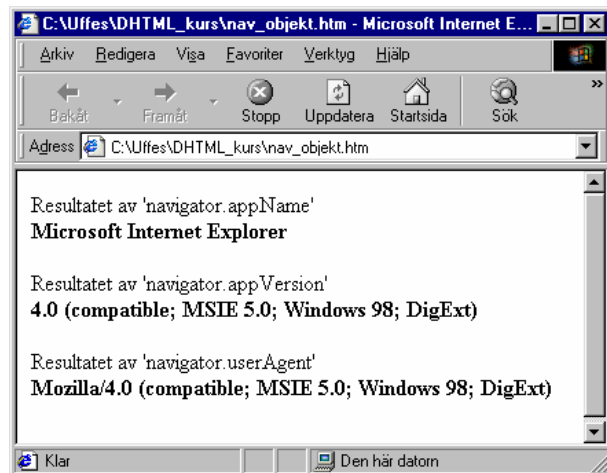 C:\Uffes\DHTML_kurs\nav_objekt.htm - Microsoft Internet E...
Arkiv Redigera Visa Favoriter Verktyg Hjälp
Bakåt Framåt Stopp Uppdatera Startsida Sök »
Adress C:\Uffes\DHTML_kurs\nav_objekt.htm
Resultatet av 'navigator.appName'
Microsoft Internet Explorer
Resultatet av 'navigator.appVersion'
4.0 (compatible; MSIE 5.0; Windows 98; DigExt)
Resultatet av 'navigator.userAgent'
Mozilla/4.0 (compatible; MSIE 5.0; Windows 98; DigExt)
Klar Den här datorn